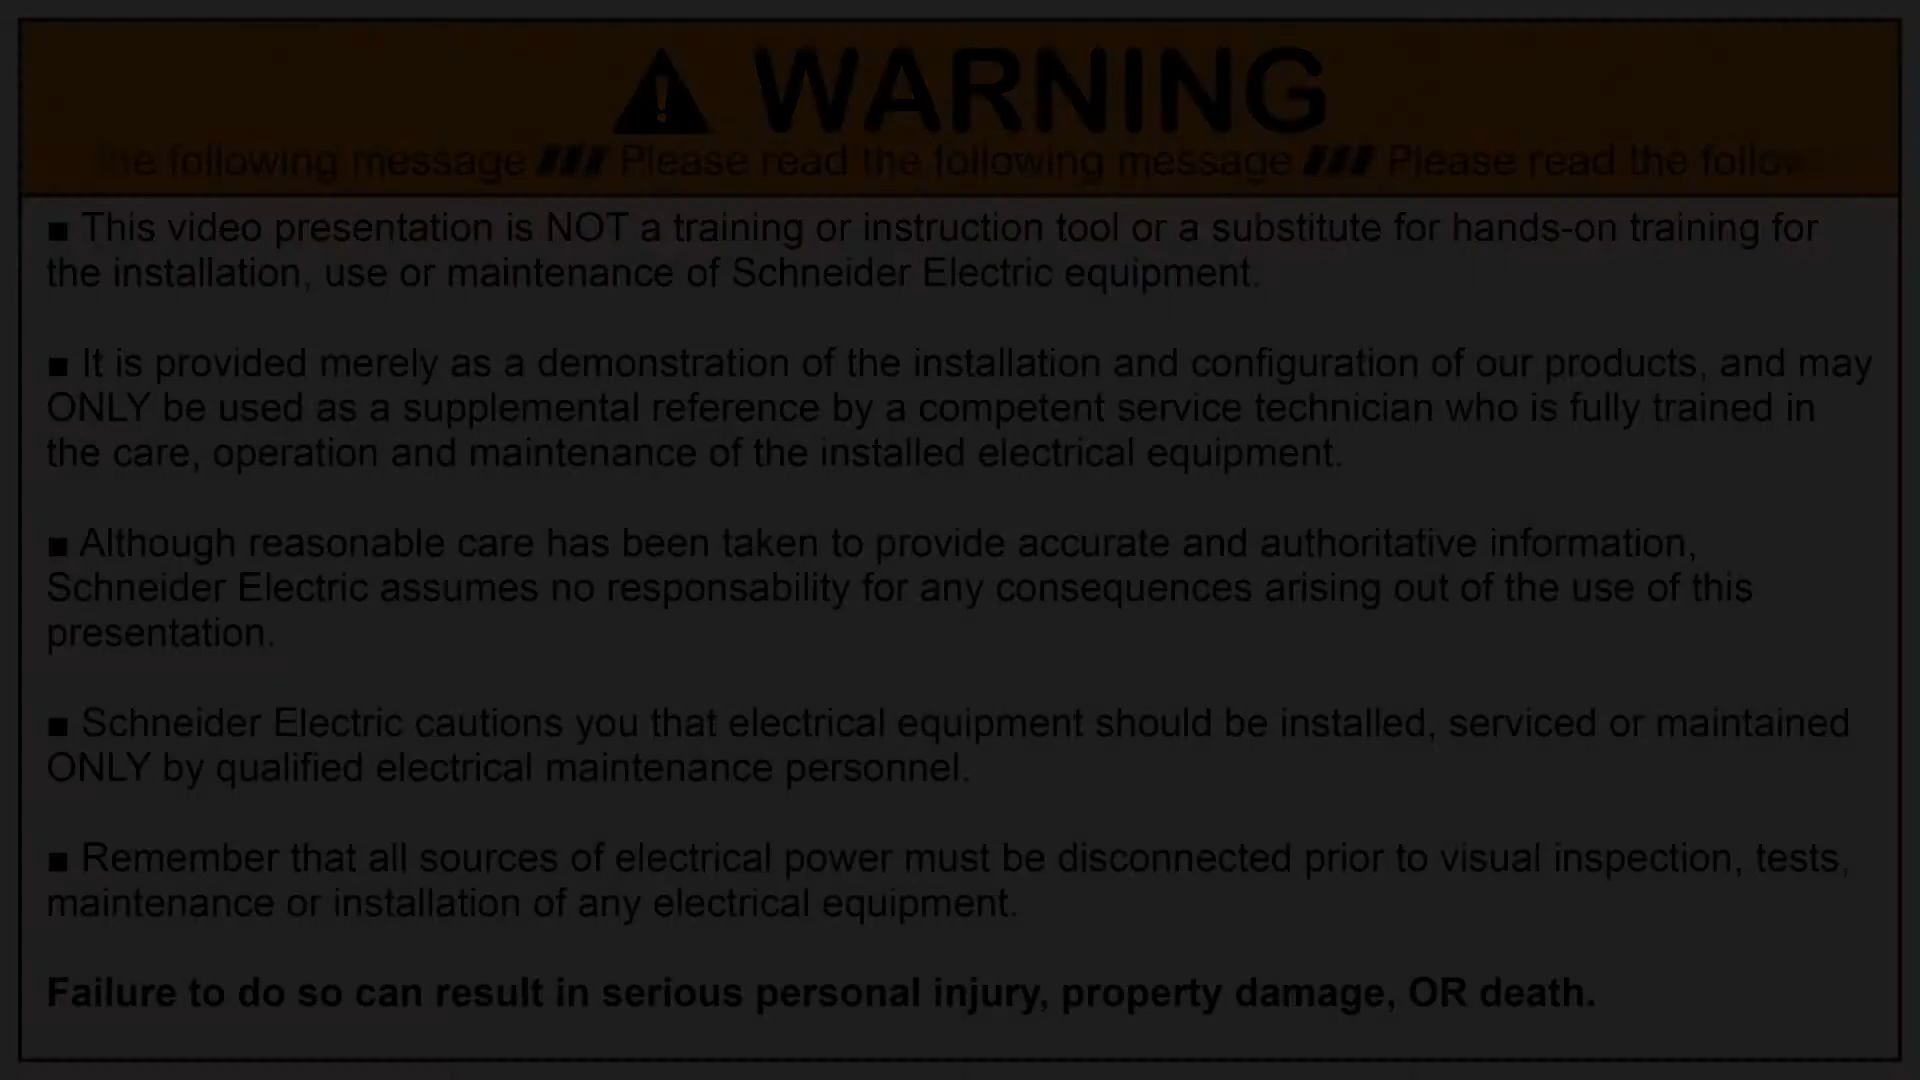 WARNING
the following message /// Please read the following message /// Please read the follow
■ This video presentation is NOT a training or instruction tool or a substitute for hands-on training for
the installation, use or maintenance of Schneider Electric equipment.
■ It is provided merely as a demonstration of the installation and configuration of our products, and may
ONLY be used as a supplemental reference by a competent service technician who is fully trained in
the care, operation and maintenance of the installed electrical equipment.
■ Although reasonable care has been taken to provide accurate and authoritative information,
Schneider Electric assumes no responsability for any consequences arising out of the use of this
presentation.
■ Schneider Electric cautions you that electrical equipment should be installed, serviced or maintained
ONLY by qualified electrical maintenance personnel.
■ Remember that all sources of electrical power must be disconnected prior to visual inspection, tests,
maintenance or installation of any electrical equipment.
Failure to do so can result in serious personal injury, property damage, OR death.